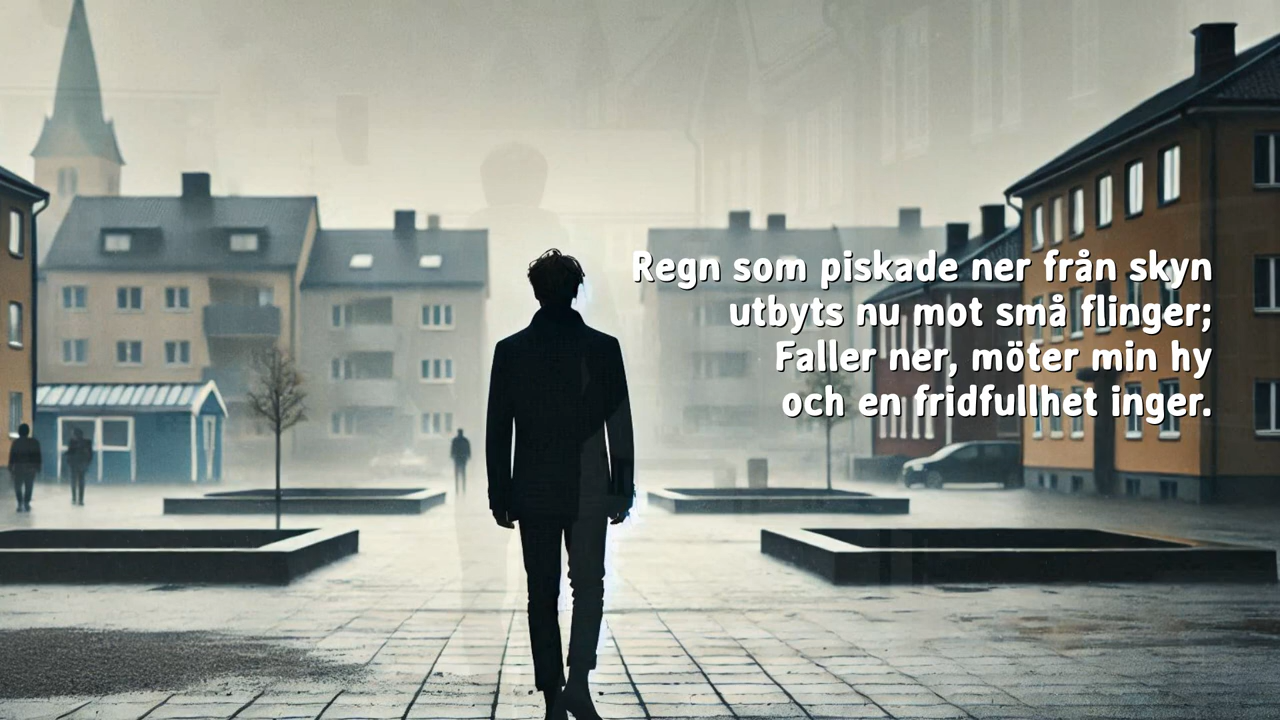 Regn som piskade ner från skyn
utbyts nu mot små flinger;
Faller ner, möter min hy
och en fridfullhet inger.